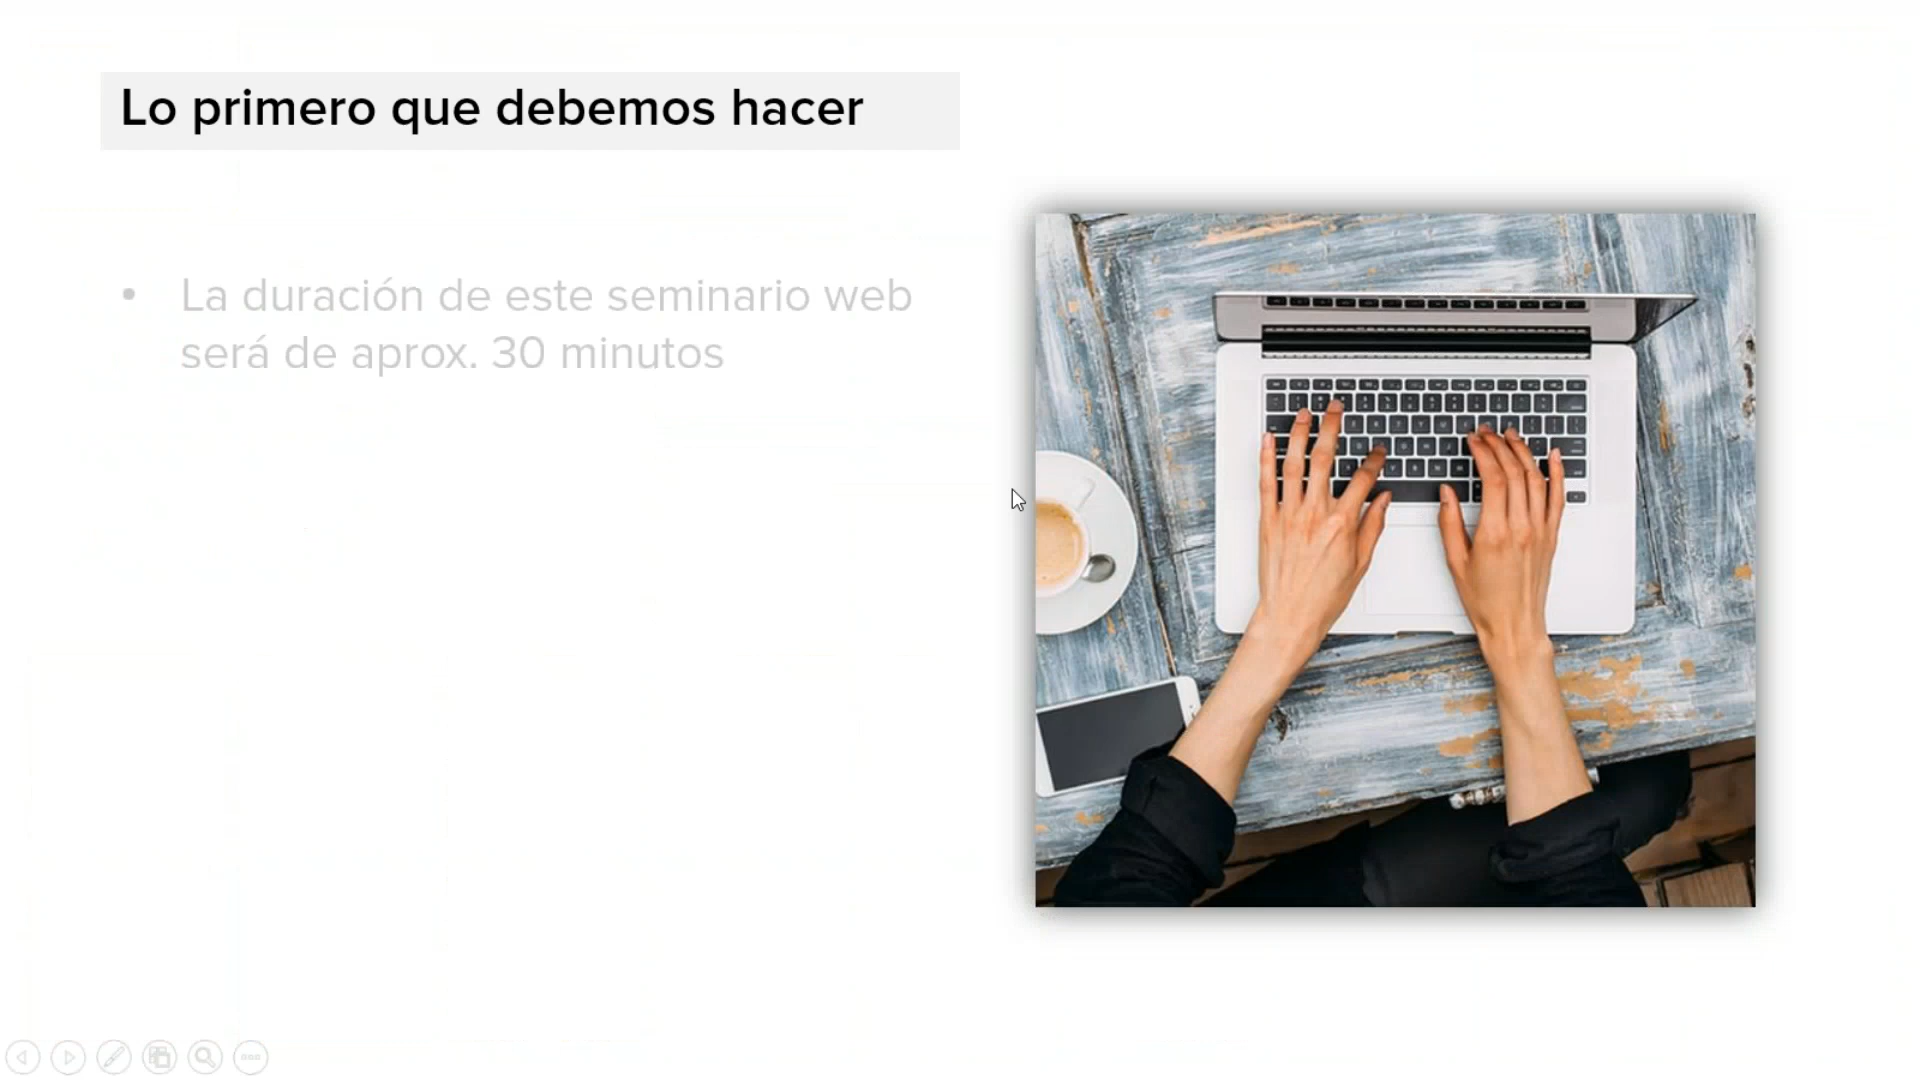 Lo primero que debemos hacer
• La duración de este seminario web
será de aprox. 30 minutos